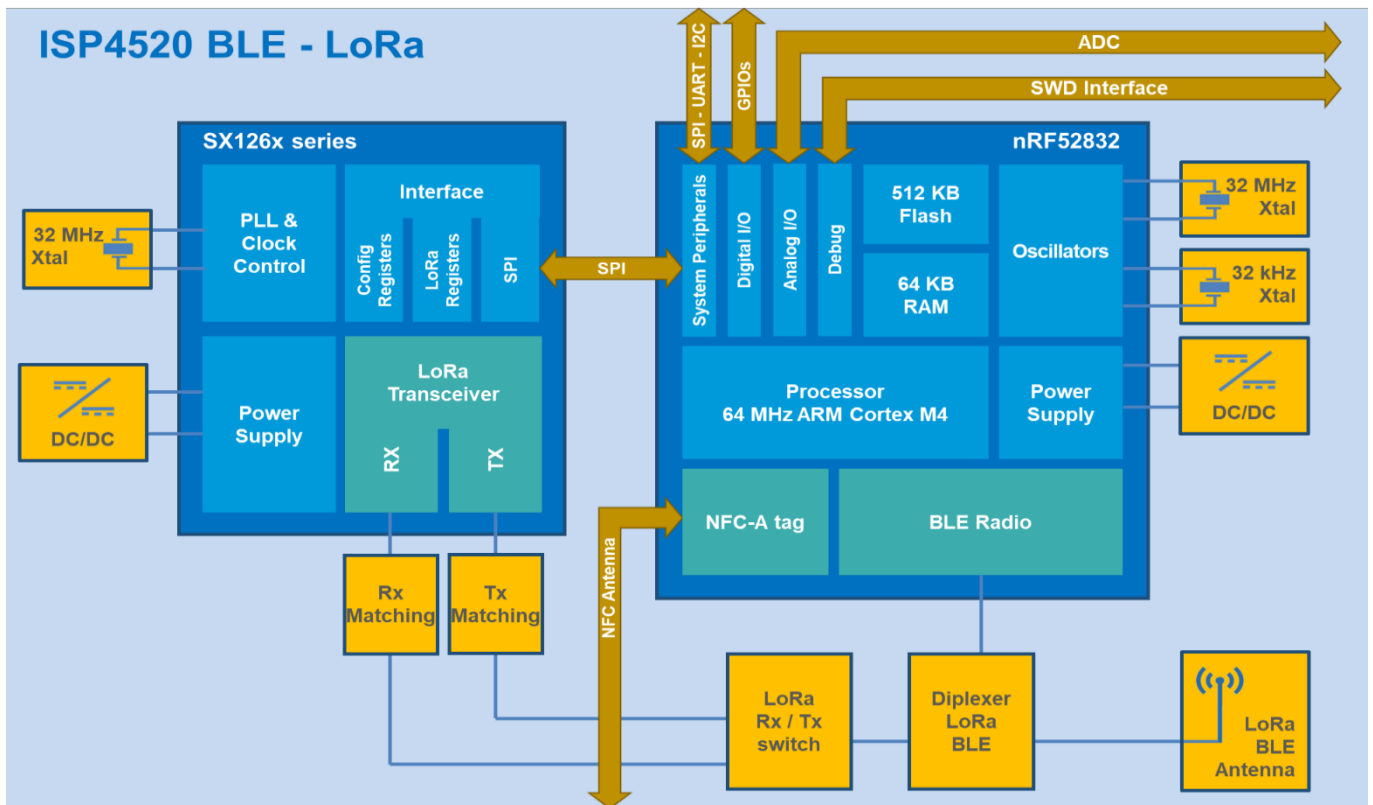 ISP4520 BLE - LoRa
SPI - UART - I2C
GPIOs
ADC
SWD Interface
SX126x series
PLL &
Clock
Control
Interface
Config
Registers
LoRa
Registers
SPI
32 MHz
Xtal
Power
Supply
DC/DC
LoRa
Transceiver
RX
TX
SPI
nRF52832
System Peripherals
Digital I/O
Analog I/O
Debug
512 KB
Flash
64 KB
RAM
Oscillators
32 MHz
Xtal
32 kHz
Xtal
Processor
64 MHz ARM Cortex M4
Power
Supply
DC/DC
NFC-A tag
BLE Radio
NFC Antenna
Rx
Matching
Tx
Matching
LoRa
Rx / Tx
switch
Diplexer
LoRa
BLE
LoRa
BLE
Antenna